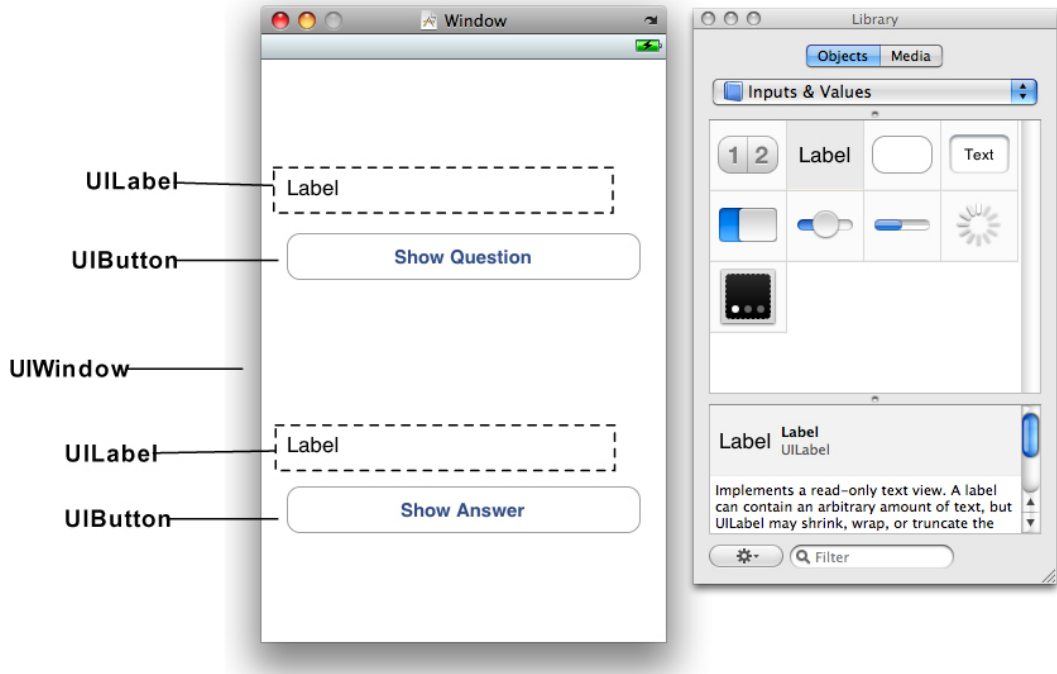 Window
UILabel
Label
UIButton
Show Question
UIWindow
UILabel
Label
UIButton
Show Answer
Library
Objects Media
Inputs & Values
1 2 Label Text
Label Label
UILabel
Implements a read-only text view. A label
can contain an arbitrary amount of text, but
UILabel may shrink, wrap, or truncate the
Filter